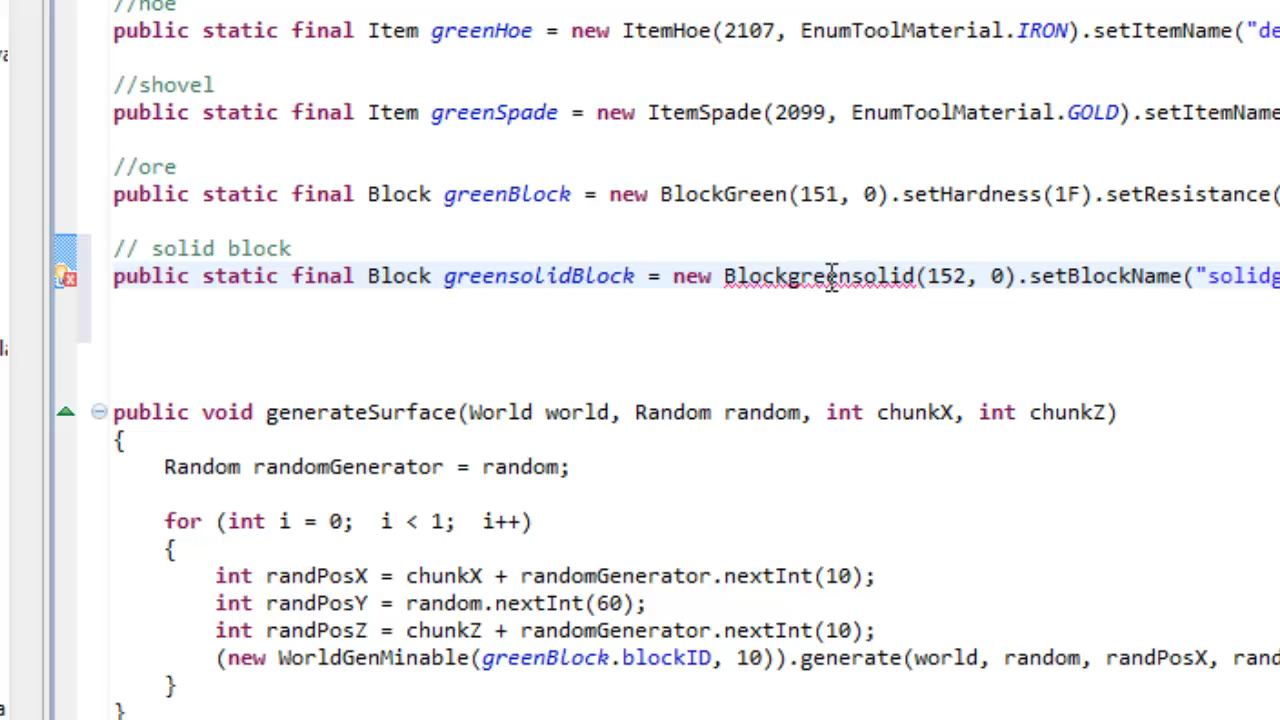 //hoe
public static final Item greenHoe = new ItemHoe(2107, EnumToolMaterial.IRON).setItemName("de
//shovel
public static final Item greenSpade = new ItemSpade(2099, EnumToolMaterial.GOLD).setItemName
//ore
public static final Block greenBlock = new BlockGreen(151, 0).setHardness(1F).setResistance(
// solid block
public static final Block greensolidBlock = new Blockgreensolid(152, 0).setBlockName("solidg
public void generateSurface(World world, Random random, int chunkX, int chunkZ)
{
Random randomGenerator = random;
for (int i = 0; i < 1; i++)
{
int randPosX = chunkX + randomGenerator.nextInt(10);
int randPosY = random.nextInt(60);
int randPosZ = chunkZ + randomGenerator.nextInt(10);
(new WorldGenMinable(greenBlock.blockID, 10)).generate(world, random, randPosX, rand
}
}